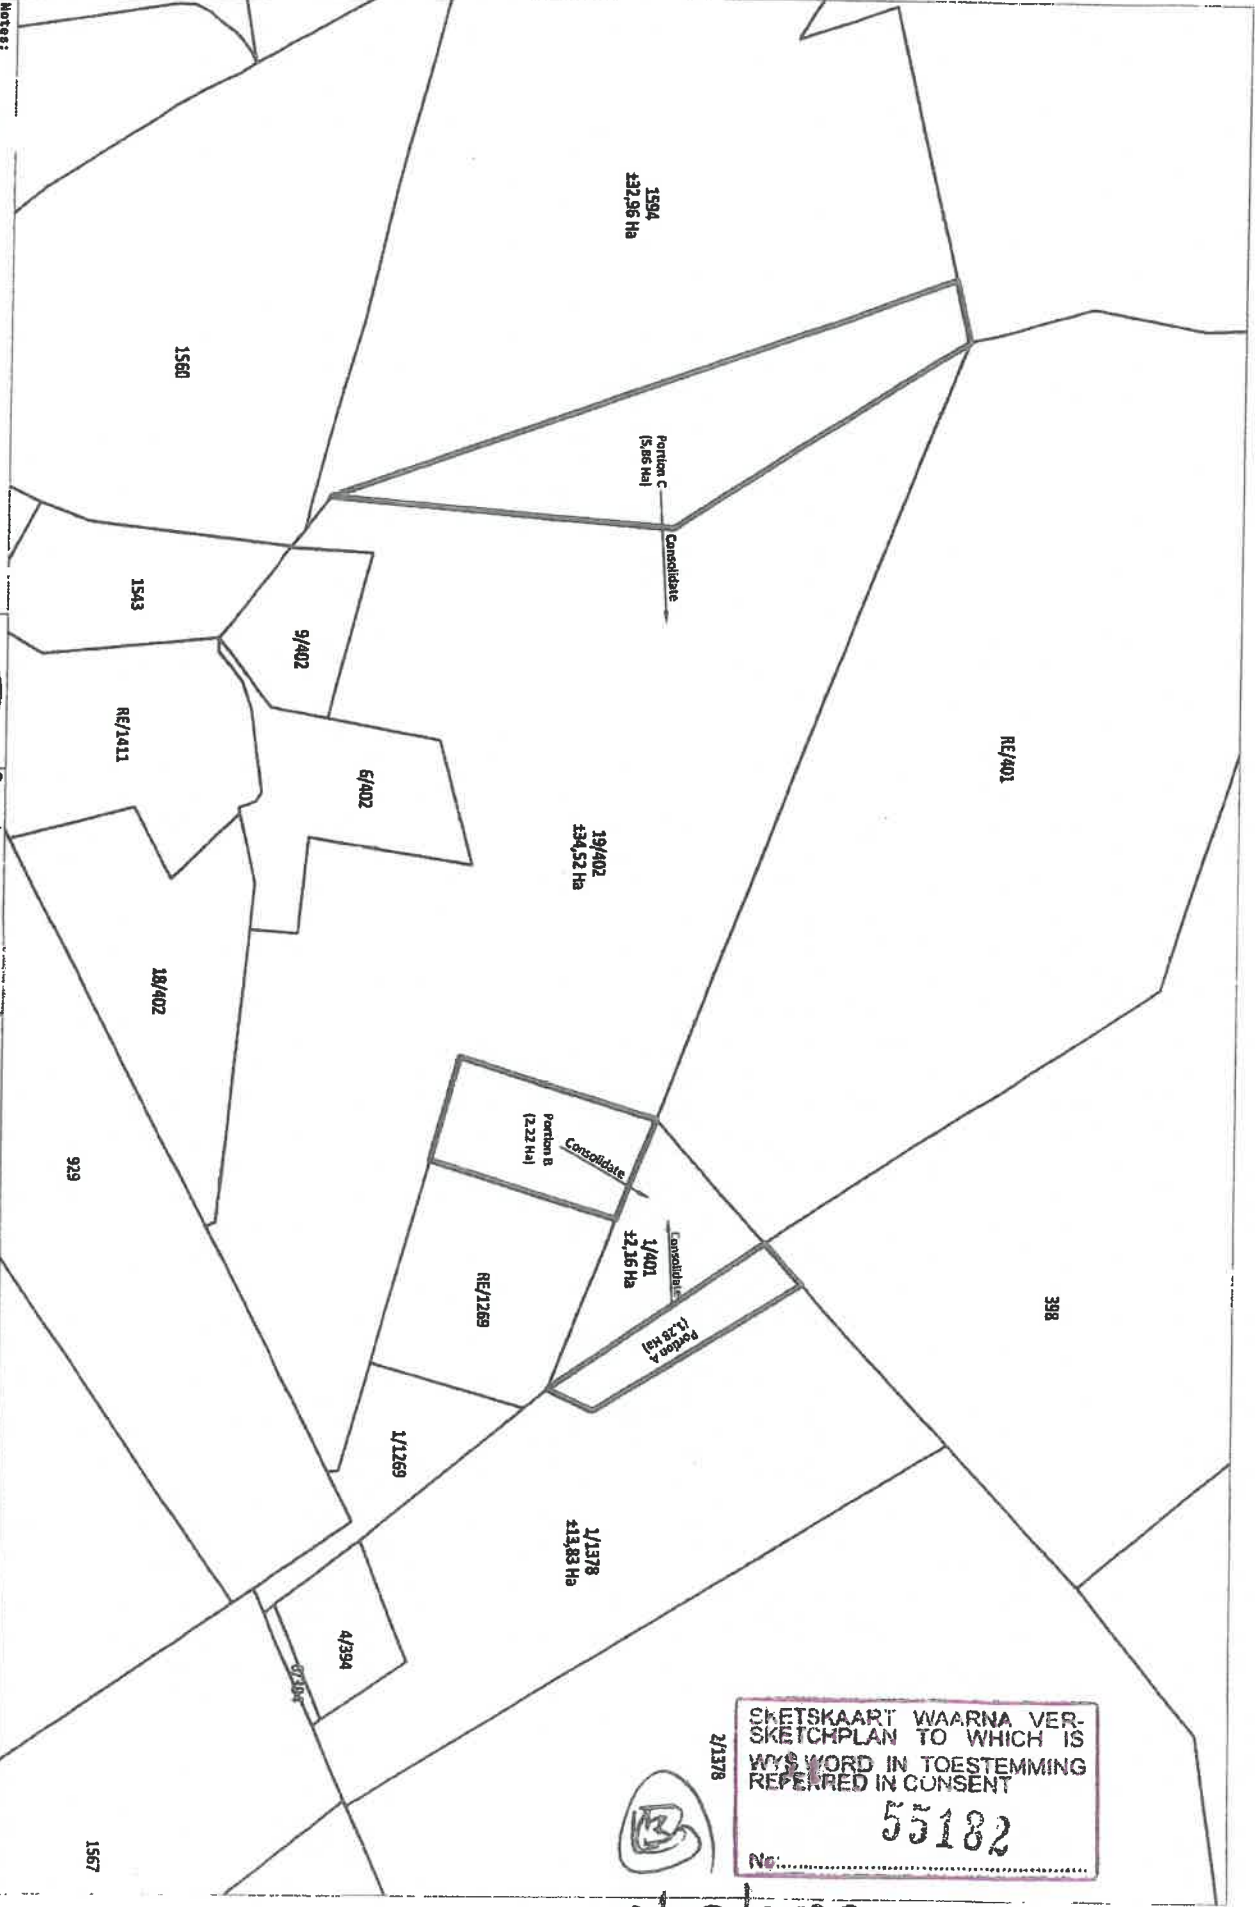 Notes:
1594
±32,96 Ha
1560
Portion C
(5,86 Ha)
Consolidate
1543
9/402
RE/1411
6/402
RE/401
19/402
±34,52 Ha
18/402
929
Portion B
(2.22 Ha)
Consolidate
1/401
±2,16 Ha
Consolidate
Portion A
(1,28 Ha)
RE/1269
398
1/1269
1/1378
±13,83 Ha
4/394
2/1378
1567
SKETSKAART WAARNA VER-
SKETCHPLAN TO WHICH IS
WYS WORD IN TOESTEMMING
REFERRED IN CONSENT
55182
No:
B